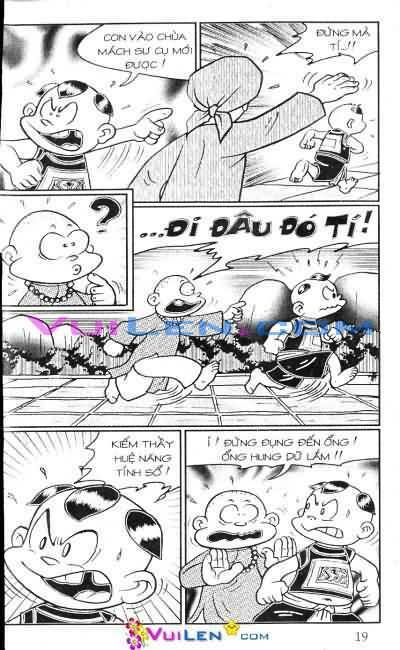 CON VÀO CHÙA
MÁCH SƯ CỤ MỚI
ĐƯỢC!
ĐỪNG MÀ
TÍ...!!
?
...ĐI ĐÂU ĐÓ TÍ!
VUILEN.COM
KIẾM THẦY
HUỆ NĂNG
TÍNH SỔ!
Í! ĐỪNG ĐỤNG ĐẾN ỔNG!
ỔNG HUNG DỮ LẮM!!
19
VUILEN.COM